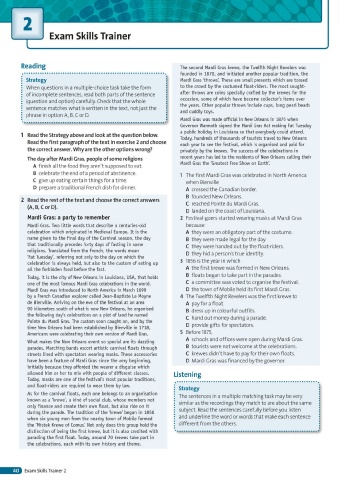 2
Exam Skills Trainer
Reading
Strategy
When questions in a multiple-choice task take the form
of incomplete sentences, read both parts of the sentence
(question and option) carefully. Check that the whole
sentence matches what is written in the text, not just the
phrase in option A, B, C or D.
1 Read the Strategy above and look at the question below.
Read the first paragraph of the text in exercise 2 and choose
the correct answer. Why are the other options wrong?
The day after Mardi Gras, people of some religions
A finish all the food they aren't supposed to eat.
B celebrate the end of a period of abstinence.
C give up eating certain things for a time.
D prepare a traditional French dish for dinner.
2 Read the rest of the text and choose the correct answers
(A, B, C or D).
Mardi Gras: a party to remember
Mardi Gras. Two little words that describe a centuries-old
celebration which originated in Medieval Europe. It is the
name given to the final day of the Carnival season, the day
that traditionally precedes forty days of fasting in some
religions. Translated from the French, the words mean
'Fat Tuesday', referring not only to the day on which the
celebration is always held, but also to the custom of eating up
all the forbidden food before the fast.
Today, it is the city of New Orleans in Louisiana, USA, that holds
one of the most famous Mardi Gras celebrations in the world.
Mardi Gras was introduced to North America in March 1699
by a French Canadian explorer called Jean-Baptiste Le Moyne
de Bienville. Arriving on the eve of the festival at an area
90 kilometres south of what is now New Orleans, he organised
the following day's celebrations on a plot of land he named
Pointe du Mardi Gras. The custom soon caught on, and by the
time New Orleans had been established by Bienville in 1718,
Americans were celebrating their own version of Mardi Gras.
What makes the New Orleans event so special are its dazzling
parades. Marching bands escort artistic carnival floats through
streets lined with spectators wearing masks. These accessories
have been a feature of Mardi Gras since the very beginning,
initially because they afforded the wearer a disguise which
allowed him or her to mix with people of different classes.
Today, masks are one of the festival's most popular traditions,
and float-riders are required to wear them by law.
As for the carnival floats, each one belongs to an organisation
known as a 'krewe', a kind of social club, whose members not
only finance and create their own float, but also ride on it
during the parade. The tradition of the 'krewe' began in 1856
when six young men from the nearby town of Mobile formed
the 'Mistick Krewe of Comus'. Not only does this group hold the
distinction of being the first krewe, but it is also credited with
parading the first float. Today, around 70 krewes take part in
the celebrations, each with its own history and theme.
The second Mardi Gras krewe, the Twelfth Night Revelers was
founded in 1870, and initiated another popular tradition, the
Mardi Gras 'throws'. These are small presents which are tossed
to the crowd by the costumed float-riders. The most sought-
after throws are coins specially crafted by the krewes for the
occasion, some of which have become collector's items over
the years. Other popular throws include cups, long pearl beads
and cuddly toys.
Mardi Gras was made official in New Orleans in 1875 when
Governor Warmoth signed the Mardi Gras Act making Fat Tuesday
a public holiday in Louisiana so that everybody could attend.
Today, hundreds of thousands of tourists travel to New Orleans
each year to see the festival, which is organised and paid for
privately by the krewes. The success of the celebrations in
recent years has led to the residents of New Orleans calling their
Mardi Gras the 'Greatest Free Show on Earth'.
1 The first Mardi Gras was celebrated in North America
when Bienville
A crossed the Canadian border.
B founded New Orleans.
C reached Pointe du Mardi Gras.
D landed on the coast of Louisiana.
2 Festival-goers started wearing masks at Mardi Gras
because
A they were an obligatory part of the costume.
B they were made legal for the day.
C they were handed out by the float-riders.
D they hid a person's true identity.
3 1856 is the year in which
A the first krewe was formed in New Orleans.
B floats began to take part in the parades.
C a committee was voted to organise the festival.
D the town of Mobile held its first Mardi Gras.
4 The Twelfth Night Revelers was the first krewe to
A pay for a float.
B dress up in colourful outfits.
C hand out money during a parade.
D provide gifts for spectators.
5 Before 1875,
A schools and offices were open during Mardi Gras.
B tourists were not welcome at the celebrations.
C krewes didn't have to pay for their own floats.
D Mardi Gras was financed by the governor.
Listening
Strategy
The sentences in a multiple matching task may be very
similar as the recordings they match to are about the same
subject. Read the sentences carefully before you listen
and underline the word or words that make each sentence
different from the others.
Exam Skills Trainer 2